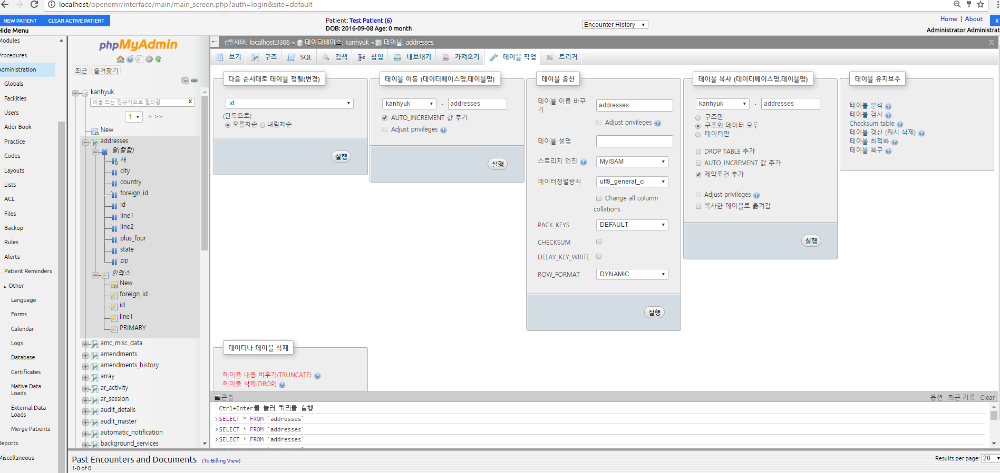 localhost/openemr/interface/main/main_screen.php?auth=login&site=default
NEW PATIENT CLEAR ACTIVE PATIENT
Patient: Test Patient (6)
DOB: 2016-09-08 Age: 0 month
Encounter History
Home | About
x
Administrator Administrat
Hide Menu
Modules
Procedures
Administration
Globals
Facilities
Users
Addr Book
Practice
Codes
Layouts
Lists
ACL
Files
Backup
Rules
Alerts
Patient Reminders
Other
Language
Forms
Calendar
Logs
Database
Certificates
Native Data
Loads
External Data
Loads
Merge Patients
Reports
Miscellaneous
phpMyAdmin
최근 즐겨찾기
kanhyuk
이름 또는 정규식으로 필터링 X
1 > >>
New
addresses
열(컬럼)
새
city
country
foreign_id
id
line1
line2
plus_four
state
zip
인덱스
New
foreign_id
id
line1
PRIMARY
amc_misc_data
amendments
amendments_history
array
ar_activity
ar_session
audit_details
audit_master
automatic_notification
background_services
서버: localhost:3306 » 데이터베이스: kanhyuk » 테이블: addresses
보기 구조 SQL 검색 삽입 내보내기 가져오기 테이블 작업 트리거
다음 순서대로 테이블 정렬(변경)
id
(단독으로)
오름차순 내림차순
실행
테이블 이동 (데이터베이스명.테이블명)
kanhyuk . addresses
AUTO_INCREMENT 값 추가
Adjust privileges
실행
테이블 옵션
테이블 이름 바꾸
기
addresses
Adjust privileges
테이블 설명
스토리지 엔진 MyISAM
데이터정렬방식 utf8_general_ci
Change all column
collations
PACK_KEYS DEFAULT
CHECKSUM
DELAY_KEY_WRITE
ROW_FORMAT DYNAMIC
실행
테이블 복사 (데이터베이스명.테이블명)
kanhyuk . addresses
구조만
구조와 데이터 모두
데이터만
DROP TABLE 추가
AUTO_INCREMENT 값 추가
제약조건 추가
Adjust privileges
복사한 테이블로 옮겨감
실행
테이블 유지보수
테이블 분석
테이블 검사
Checksum table
테이블 갱신 (캐시 삭제)
테이블 최적화
테이블 복구
데이터나 테이블 삭제
테이블 내용 비우기(TRUNCATE)
테이블 삭제(DROP)
콘솔 옵션 최근 기록 Clear
Ctrl+Enter를 눌러 쿼리를 실행
>SELECT * FROM `addresses`
>SELECT * FROM `addresses`
>SELECT * FROM `addresses`
Past Encounters and Documents (To Billing View)
Results per page: 20
1-0 of 0